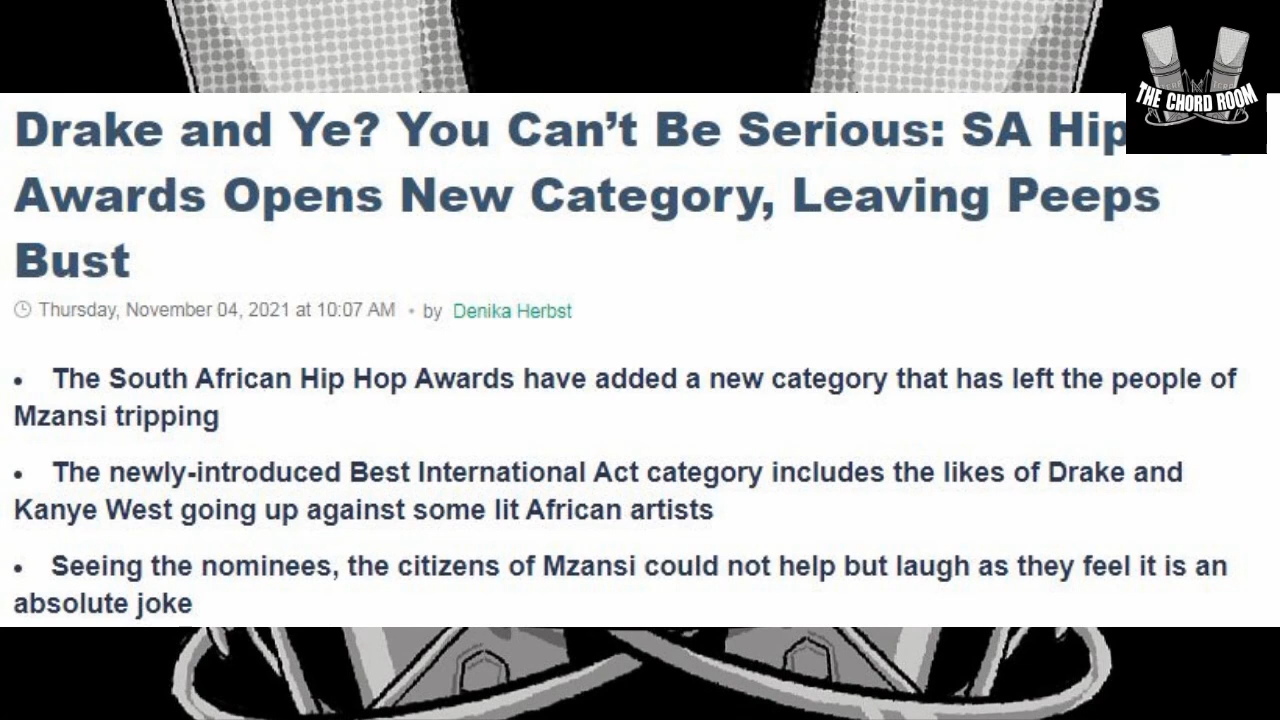 THE CHORD ROOM
Drake and Ye? You Can't Be Serious: SA Hip
Awards Opens New Category, Leaving Peeps
Bust
Thursday, November 04, 2021 at 10:07 AM • by Denika Herbst
• The South African Hip Hop Awards have added a new category that has left the people of
Mzansi tripping
• The newly-introduced Best International Act category includes the likes of Drake and
Kanye West going up against some lit African artists
• Seeing the nominees, the citizens of Mzansi could not help but laugh as they feel it is an
absolute joke